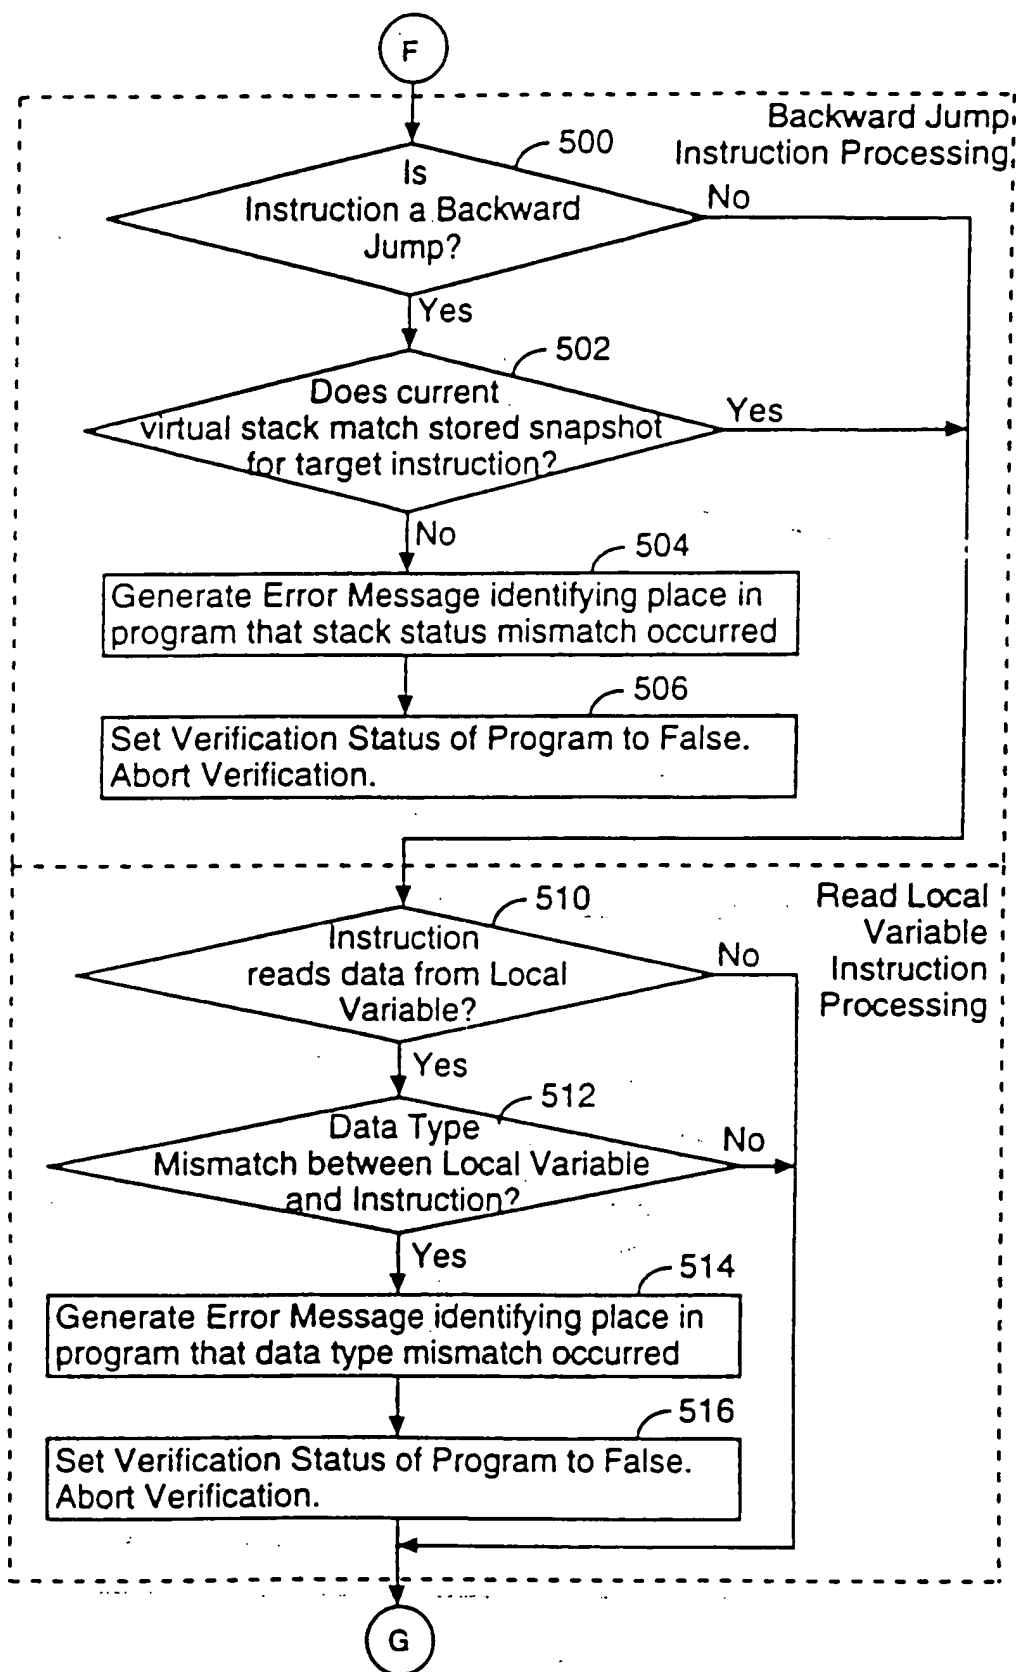 F
Backward Jump
Instruction Processing
500
Is
Instruction a Backward
Jump?
No
Yes
502
Does current
virtual stack match stored snapshot
for target instruction?
Yes
No
504
Generate Error Message identifying place in
program that stack status mismatch occurred
506
Set Verification Status of Program to False.
Abort Verification.
510
Read Local
Variable
Instruction
Processing
Instruction
reads data from Local
Variable?
No
Yes
512
Data Type
Mismatch between Local Variable
and Instruction?
No
Yes
514
Generate Error Message identifying place in
program that data type mismatch occurred
516
Set Verification Status of Program to False.
Abort Verification.
G